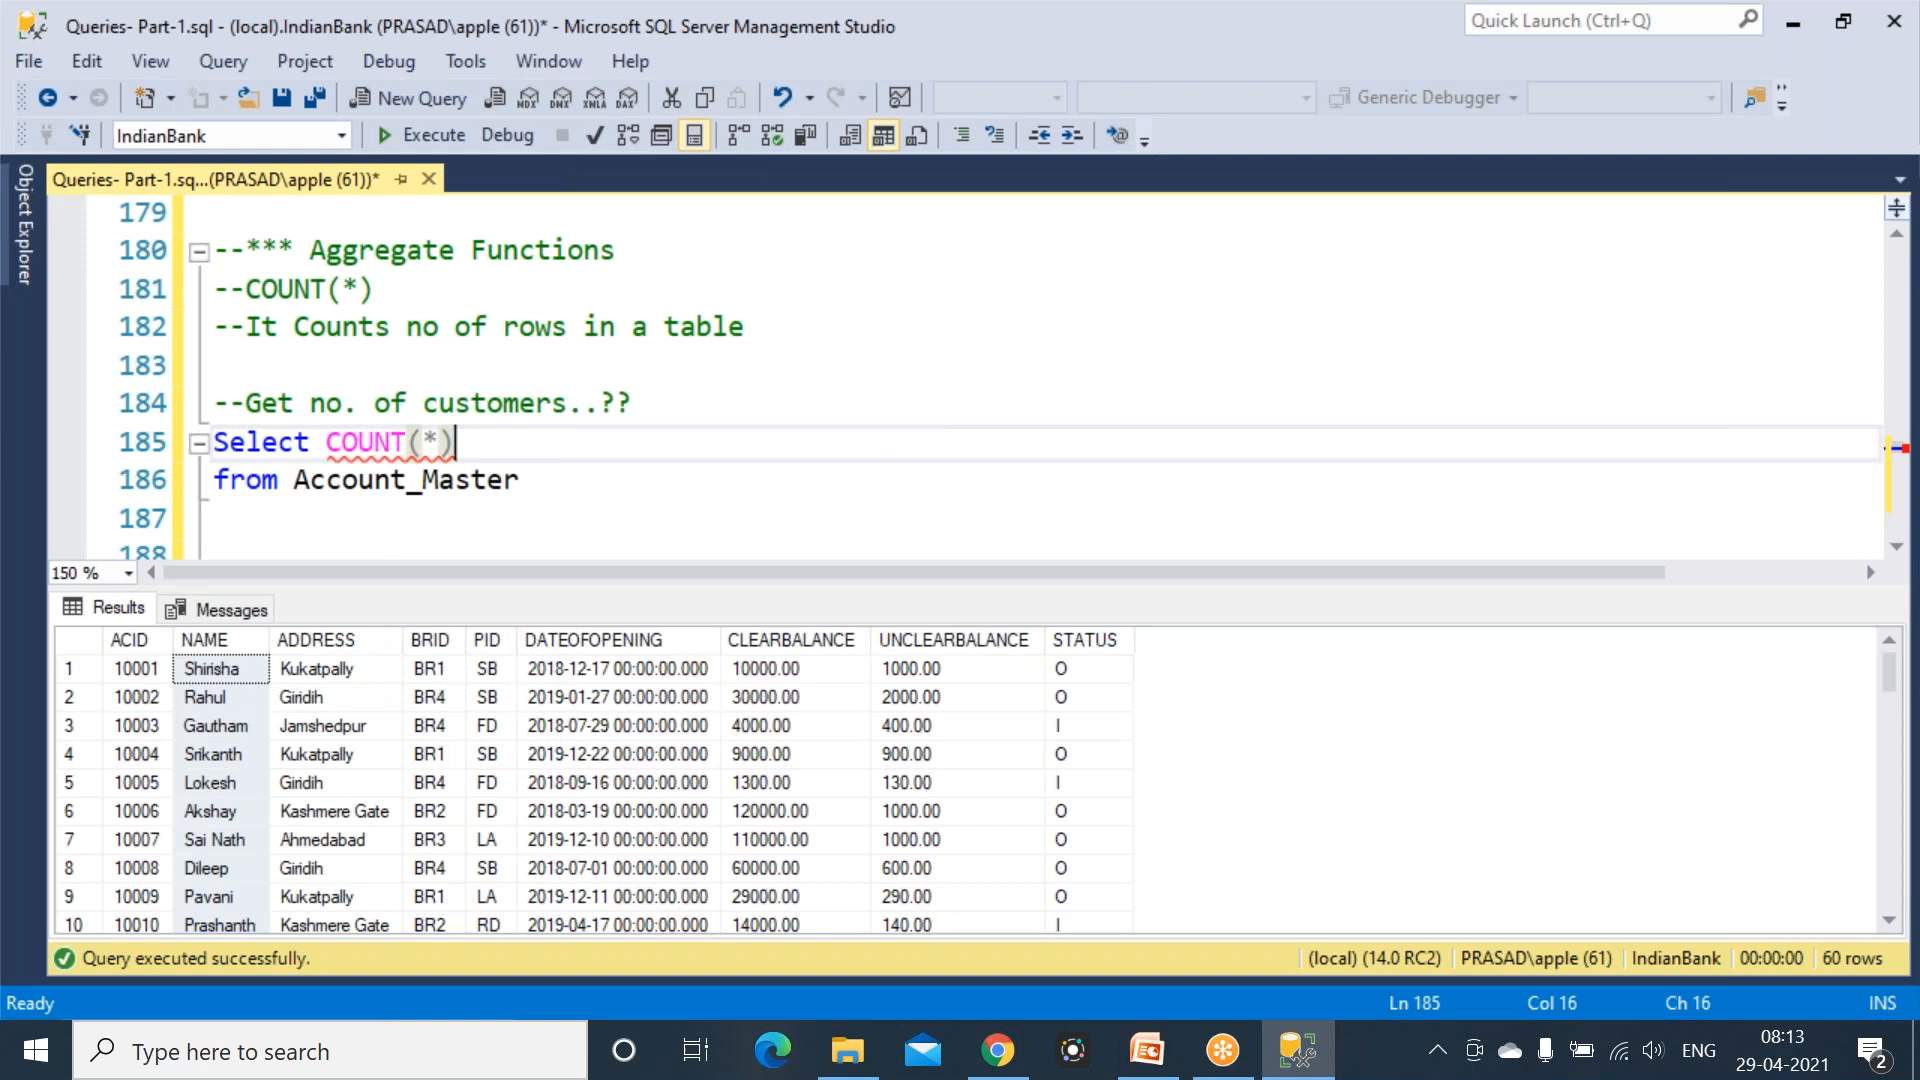 Queries- Part-1.sql - (local).IndianBank (PRASAD\apple (61))* - Microsoft SQL Server Management Studio
Quick Launch (Ctrl+Q)
File Edit View Query Project Debug Tools Window Help
New Query MDX DMX XMLA DAX Generic Debugger
IndianBank Execute Debug
Object Explorer
Queries- Part-1.sq...(PRASAD\apple (61))*
179
180 --*** Aggregate Functions
181 --COUNT(*)
182 --It Counts no of rows in a table
183
184 --Get no. of customers..??
185 Select COUNT(*)
186 from Account_Master
187
188
150 %
Results Messages
ACID NAME ADDRESS BRID PID DATEOFOPENING CLEARBALANCE UNCLEARBALANCE STATUS
1 10001 Shirisha Kukatpally BR1 SB 2018-12-17 00:00:00.000 10000.00 1000.00 O
2 10002 Rahul Giridih BR4 SB 2019-01-27 00:00:00.000 30000.00 2000.00 O
3 10003 Gautham Jamshedpur BR4 FD 2018-07-29 00:00:00.000 4000.00 400.00 I
4 10004 Srikanth Kukatpally BR1 SB 2019-12-22 00:00:00.000 9000.00 900.00 O
5 10005 Lokesh Giridih BR4 FD 2018-09-16 00:00:00.000 1300.00 130.00 I
6 10006 Akshay Kashmere Gate BR2 FD 2018-03-19 00:00:00.000 120000.00 1000.00 O
7 10007 Sai Nath Ahmedabad BR3 LA 2019-12-10 00:00:00.000 110000.00 1000.00 O
8 10008 Dileep Giridih BR4 SB 2018-07-01 00:00:00.000 60000.00 600.00 O
9 10009 Pavani Kukatpally BR1 LA 2019-12-11 00:00:00.000 29000.00 290.00 O
10 10010 Prashanth Kashmere Gate BR2 RD 2019-04-17 00:00:00.000 14000.00 140.00 I
Query executed successfully. (local) (14.0 RC2) PRASAD\apple (61) IndianBank 00:00:00 60 rows
Ready Ln 185 Col 16 Ch 16 INS
Type here to search ENG 08:13
29-04-2021 2